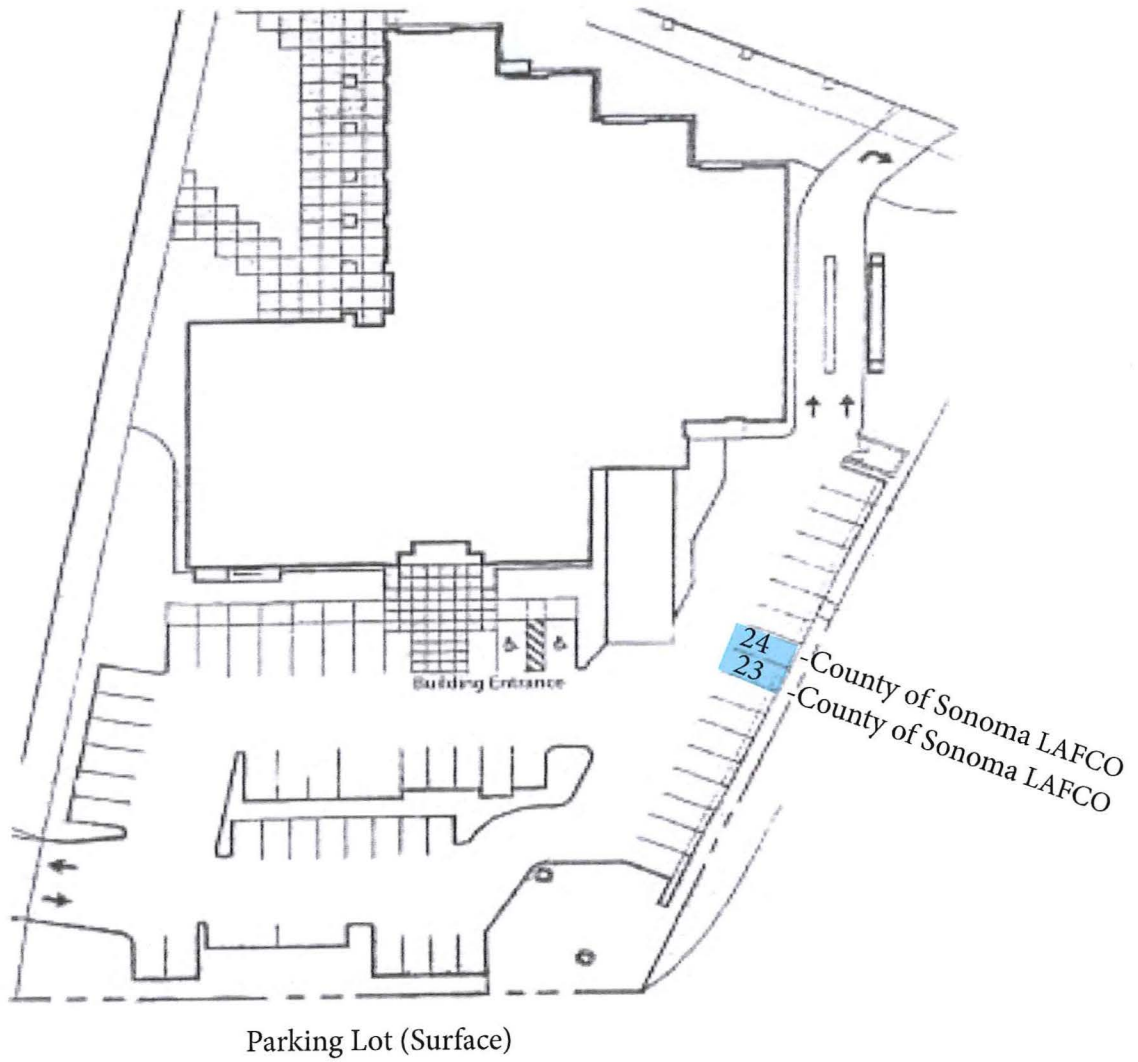 24 -County of Sonoma LAFCO
23 -County of Sonoma LAFCO
Building Entrance
Parking Lot (Surface)